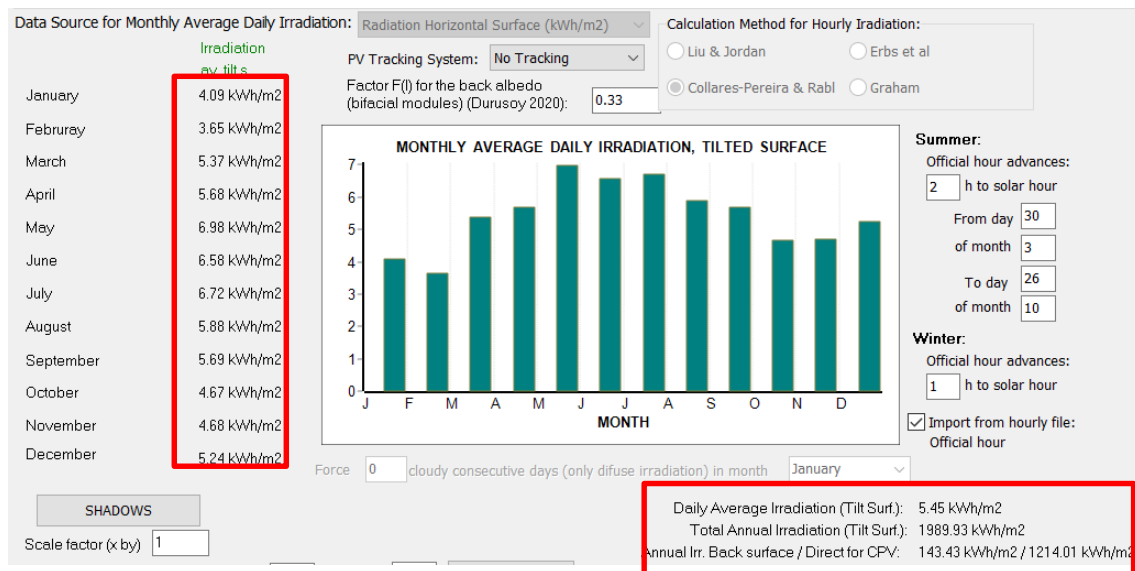 Data Source for Monthly Average Daily Irradiation: Radiation Horizontal Surface (kWh/m2)
Irradiation
av. tilt s.
January 4.09 kWh/m2
Februray 3.65 kWh/m2
March 5.37 kWh/m2
April 5.68 kWh/m2
May 6.98 kWh/m2
June 6.58 kWh/m2
July 6.72 kWh/m2
August 5.88 kWh/m2
September 5.69 kWh/m2
October 4.67 kWh/m2
November 4.68 kWh/m2
December 5.24 kWh/m2
SHADOWS
Scale factor (x by) 1
PV Tracking System: No Tracking
Factor F(I) for the back albedo
(bifacial modules) (Durusoy 2020): 0.33
Calculation Method for Hourly Iradiation:
Liu & Jordan Erbs et al
Collares-Pereira & Rabl Graham
MONTHLY AVERAGE DAILY IRRADIATION, TILTED SURFACE
7
6
5
4
3
2
1
0
J F M A M J J A S O N D
MONTH
Force 0 cloudy consecutive days (only difuse irradiation) in month January
Summer:
Official hour advances:
2 h to solar hour
From day 30
of month 3
To day 26
of month 10
Winter:
Official hour advances:
1 h to solar hour
Import from hourly file:
Official hour
Daily Average Irradiation (Tilt Surf.): 5.45 kWh/m2
Total Annual Irradiation (Tilt Surf.): 1989.93 kWh/m2
Annual Irr. Back surface / Direct for CPV: 143.43 kWh/m2 / 1214.01 kWh/m2